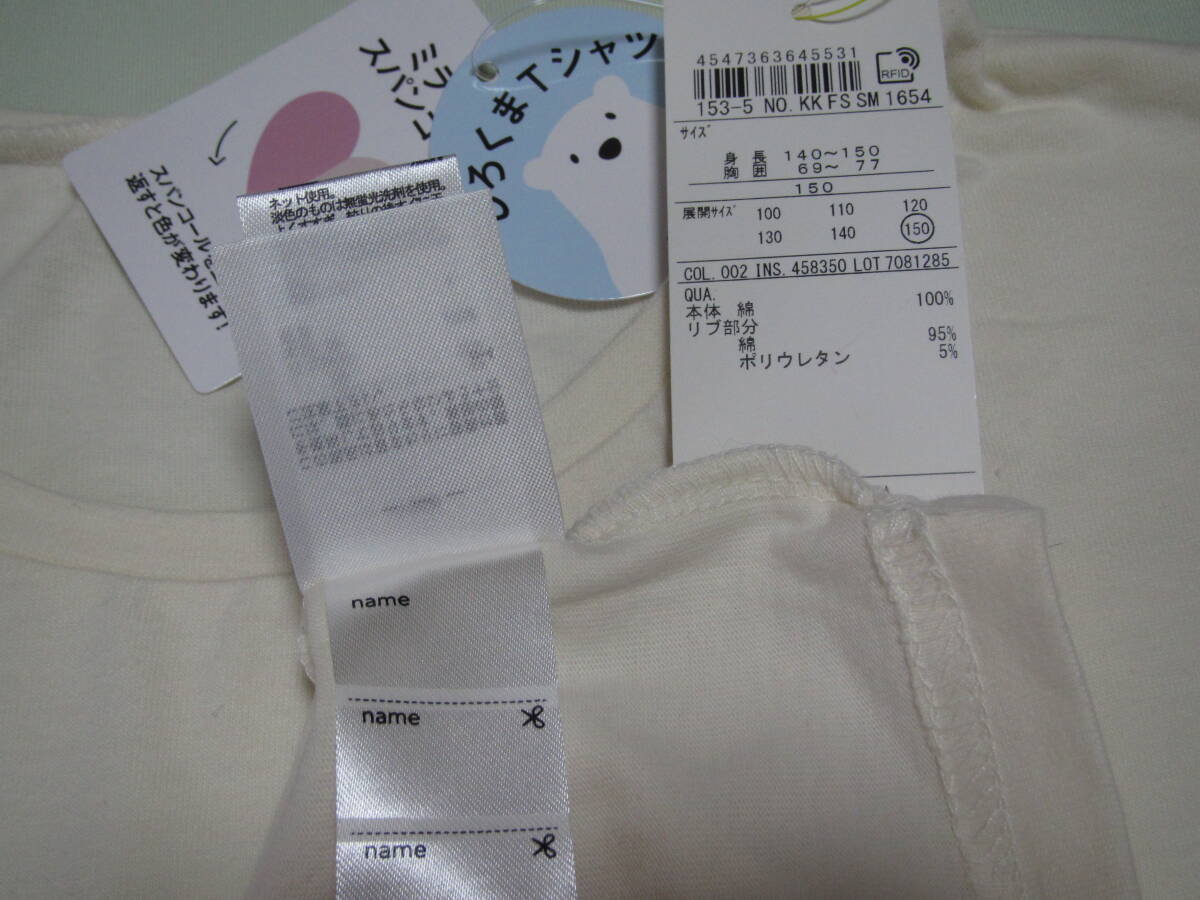 ミラ
スパンコ
スパンコールを
返すと色が変わります!
ろくまTシャツ
ネット使用。
淡色のものは無蛍光洗剤を使用。
4547363645531
RFID
153-5 NO. KK FS SM 1654
サイズ
身 長 140～150
胸 囲 69～ 77
150
展開サイズ 100 110 120
130 140 150
COL. 002 INS. 458350 LOT 7081285
QUA.
本体 綿 100%
リブ部分
綿 95%
ポリウレタン 5%
name
name
name